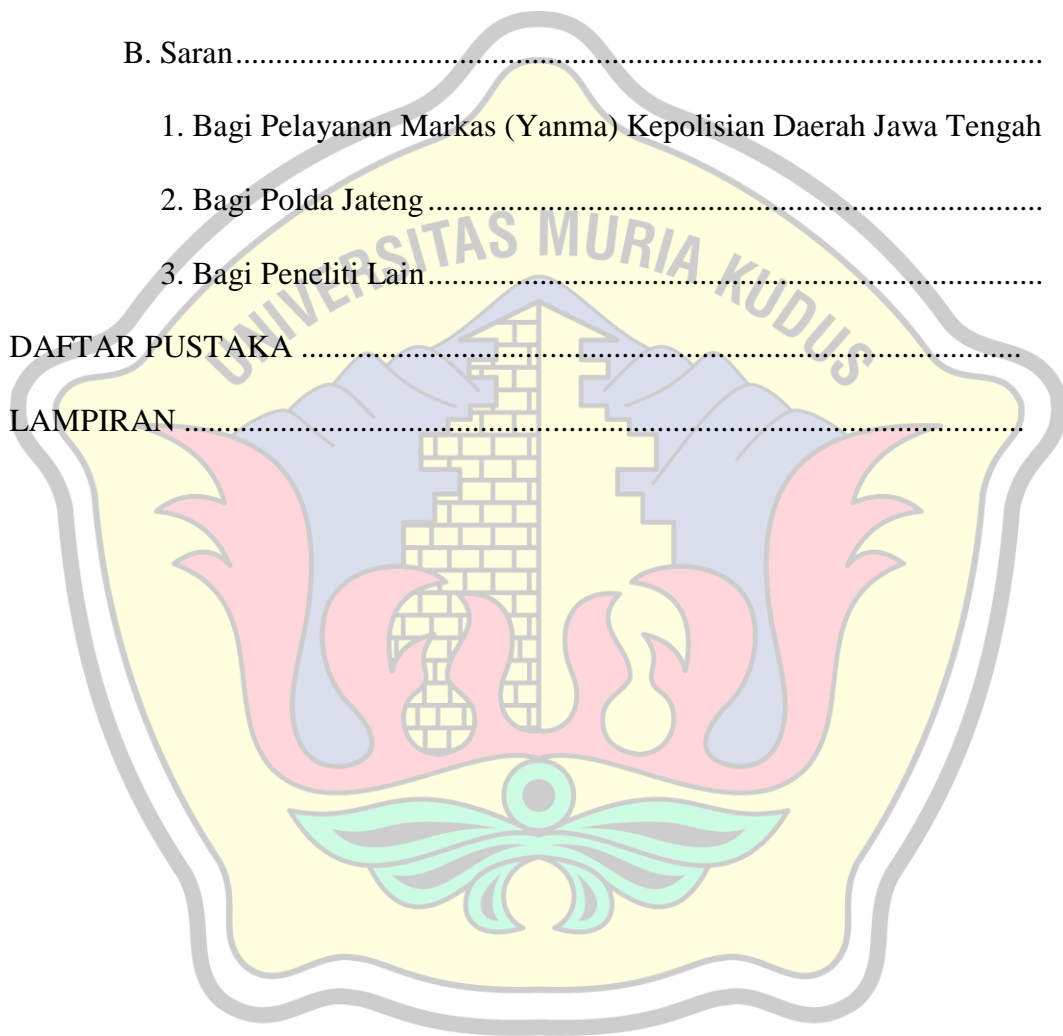 B. Saran.....................................................................................................
1. Bagi Pelayanan Markas (Yanma) Kepolisian Daerah Jawa Tengah
2. Bagi Polda Jateng.............................................................................
UNIVERSITAS MURIA KUDUS
3. Bagi Peneliti Lain.............................................................................
DAFTAR PUSTAKA ..........................................................................................
LAMPIRAN..........................................................................................................